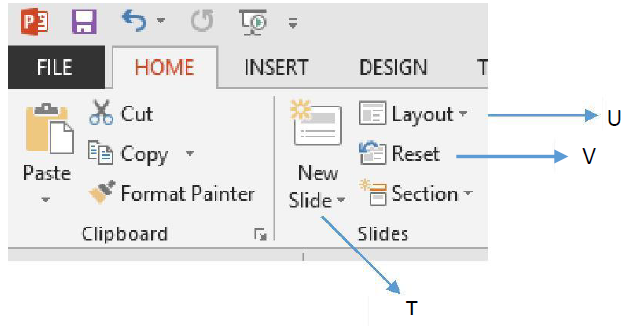 P
FILE HOME INSERT DESIGN T
Cut
Copy
Format Painter
Paste
Clipboard
New
Slide
Layout
Reset
Section
Slides
U
V
T